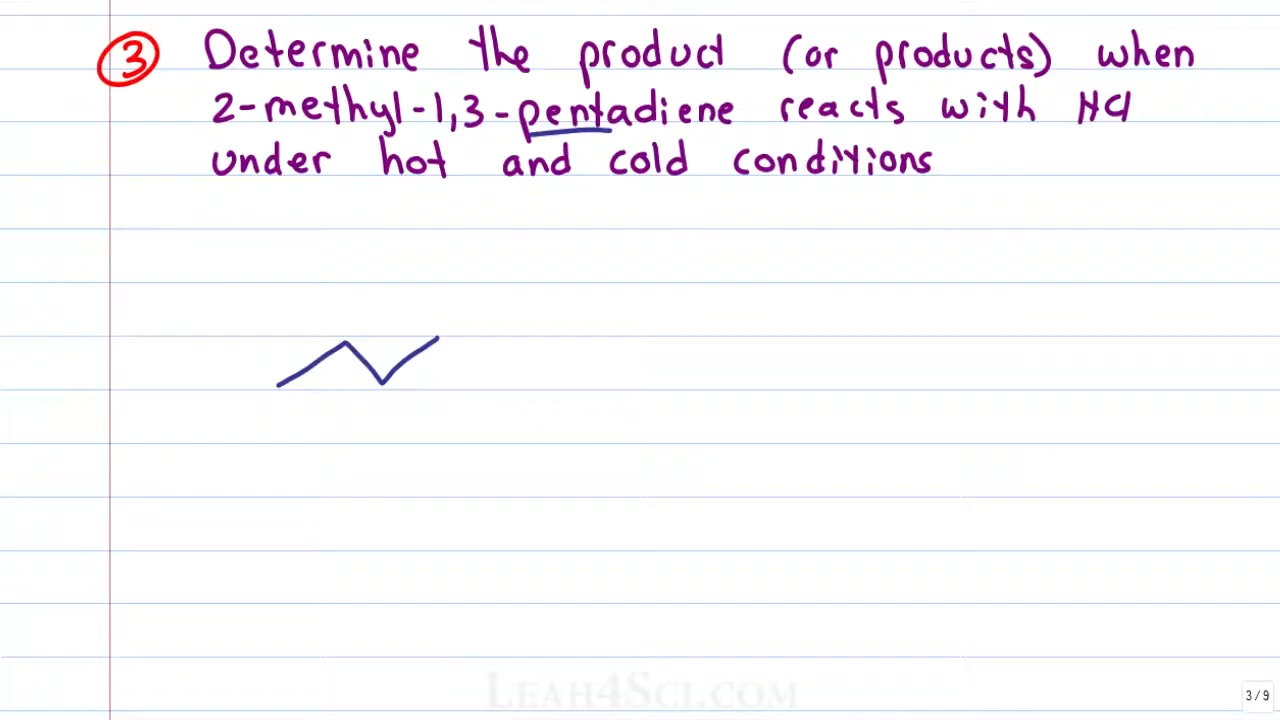 3 Determine the product (or products) when
2-methyl-1,3-pentadiene reacts with HCl
under hot and cold conditions
LEAH4SCI.COM
3/9